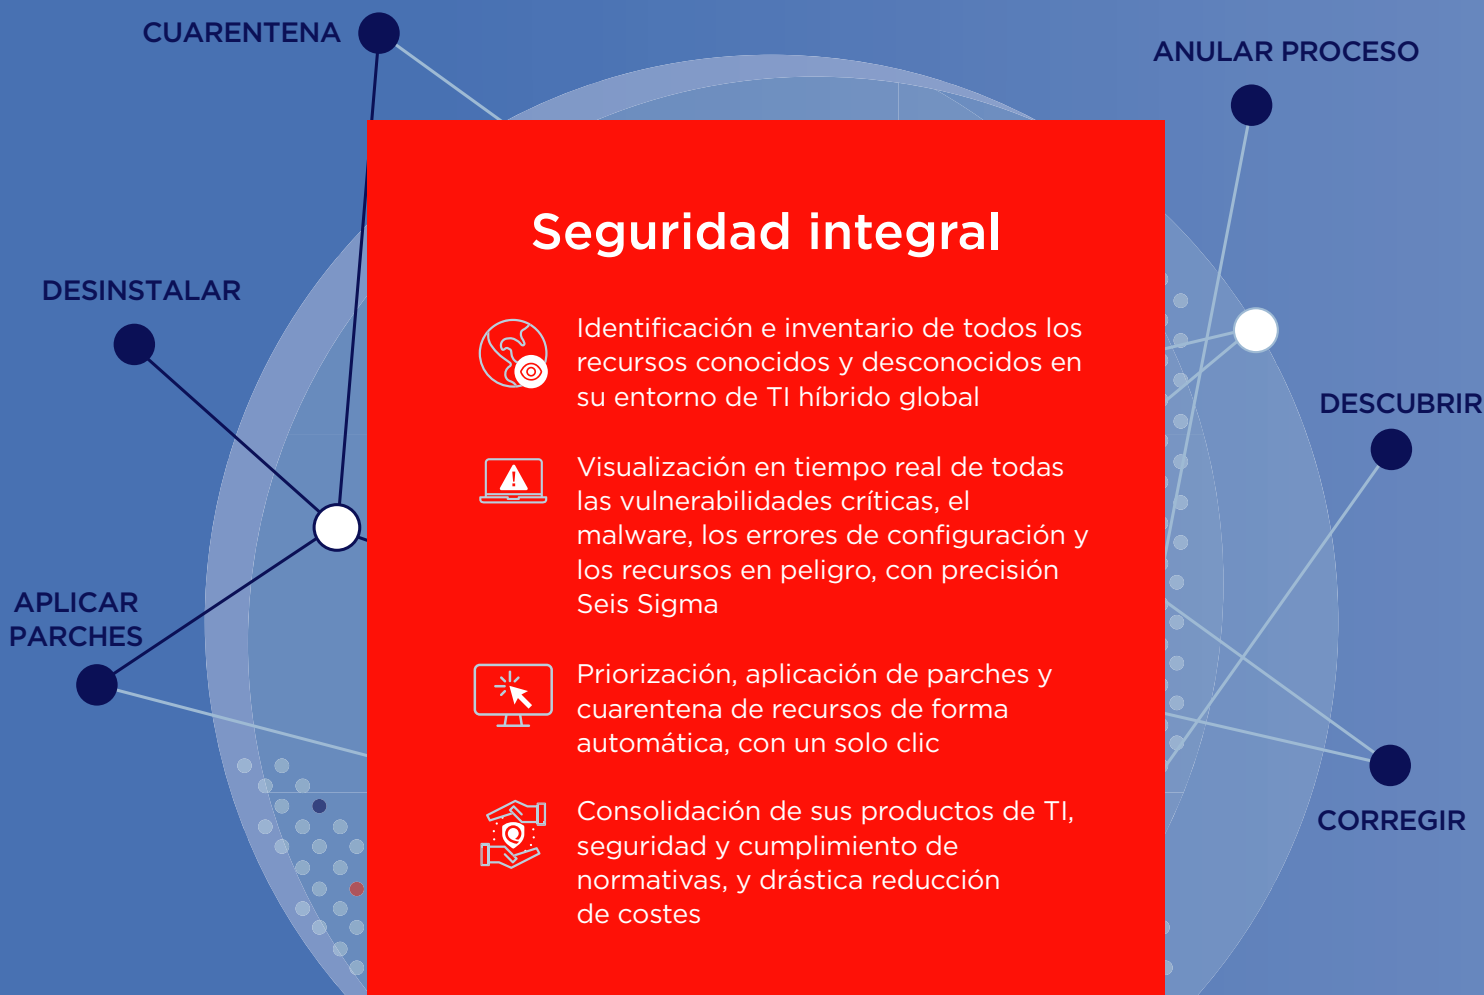 CUARENTENA
ANULAR PROCESO
DESINSTALAR
APLICAR
PARCHES
Seguridad integral
Identificación e inventario de todos los
recursos conocidos y desconocidos en
su entorno de TI híbrido global
Visualización en tiempo real de todas
las vulnerabilidades críticas, el
malware, los errores de configuración y
los recursos en peligro, con precisión
Seis Sigma
Priorización, aplicación de parches y
cuarentena de recursos de forma
automática, con un solo clic
Consolidación de sus productos de TI,
seguridad y cumplimiento de
normativas, y drástica reducción
de costes
DESCUBRIR
CORREGIR